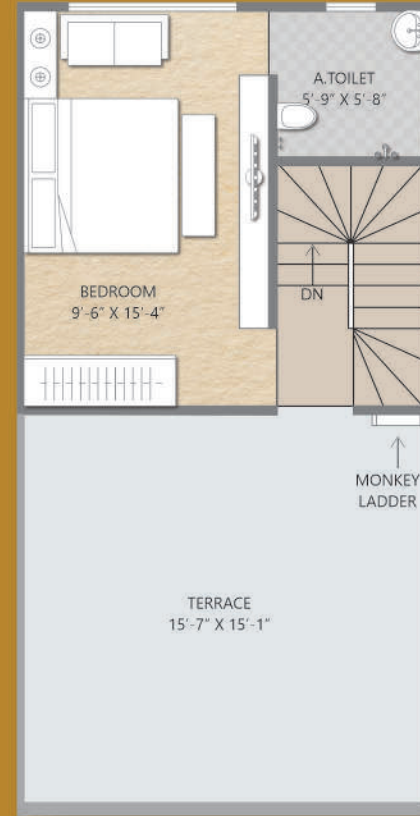 A.TOILET
5'-9" X 5'-8"
BEDROOM
9'-6" X 15'-4"
DN
MONKEY
LADDER
TERRACE
15'-7" X 15'-1"